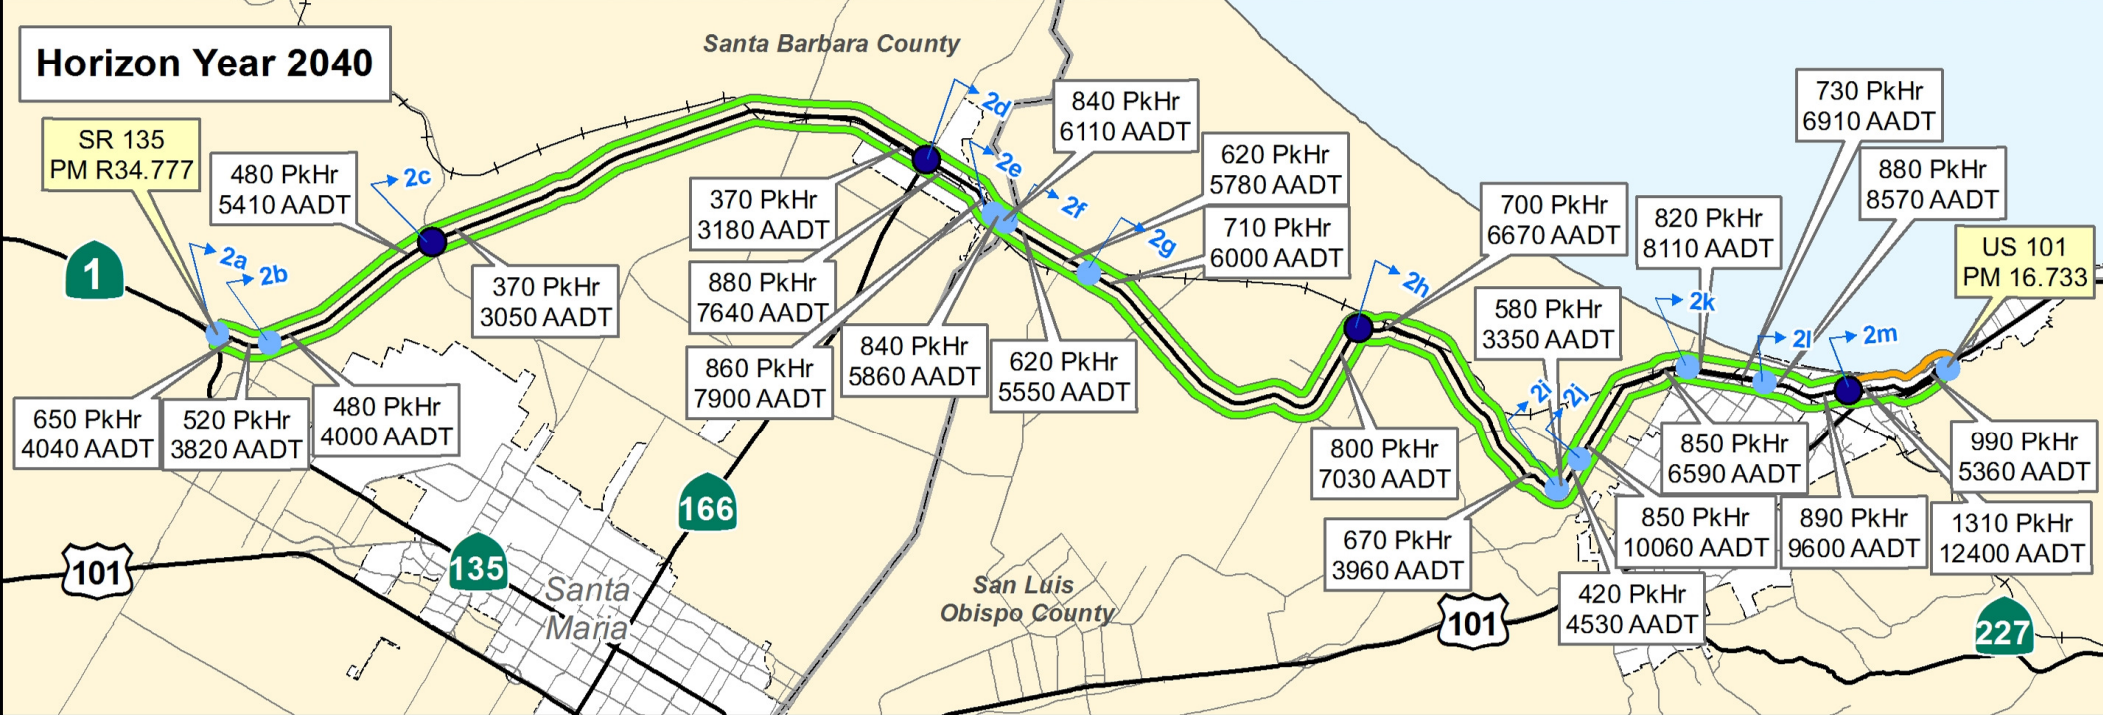 Horizon Year 2040
Santa Barbara County
SR 135
PM R34.777
480 PkHr
5410 AADT
2c
2d
2e
2f
840 PkHr
6110 AADT
620 PkHr
5780 AADT
730 PkHr
6910 AADT
880 PkHr
8570 AADT
370 PkHr
3180 AADT
2g
710 PkHr
6000 AADT
700 PkHr
6670 AADT
820 PkHr
8110 AADT
US 101
PM 16.733
1
2a
2b
370 PkHr
3050 AADT
880 PkHr
7640 AADT
2h
580 PkHr
3350 AADT
2k
2l
2m
860 PkHr
7900 AADT
840 PkHr
5860 AADT
620 PkHr
5550 AADT
650 PkHr
4040 AADT
520 PkHr
3820 AADT
480 PkHr
4000 AADT
2i
2j
800 PkHr
7030 AADT
850 PkHr
6590 AADT
990 PkHr
5360 AADT
166
670 PkHr
3960 AADT
850 PkHr
10060 AADT
890 PkHr
9600 AADT
1310 PkHr
12400 AADT
101
135
Santa
Maria
San Luis
Obispo County
101
420 PkHr
4530 AADT
227